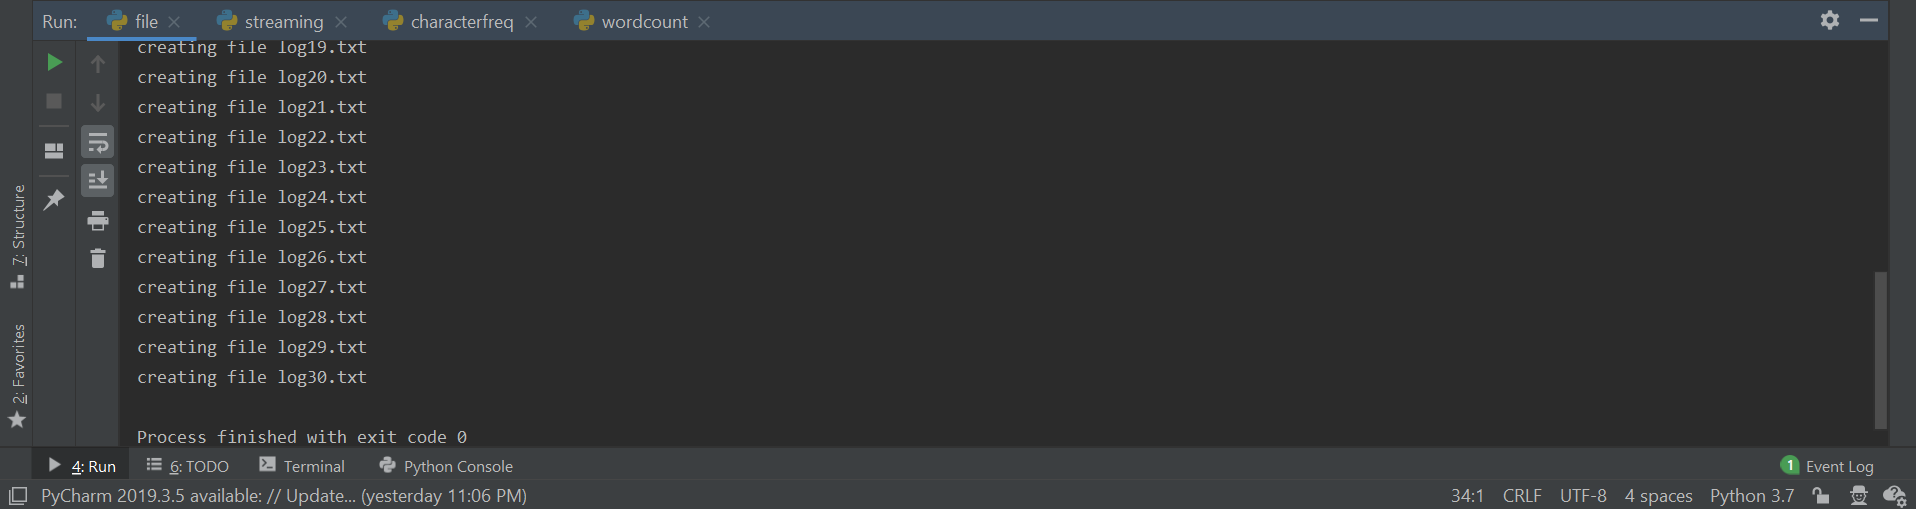 Run: file streaming characterfreq wordcount
creating file log19.txt
creating file log20.txt
creating file log21.txt
creating file log22.txt
creating file log23.txt
creating file log24.txt
creating file log25.txt
creating file log26.txt
creating file log27.txt
creating file log28.txt
creating file log29.txt
creating file log30.txt
Process finished with exit code 0
7: Structure
2: Favorites
4: Run 6: TODO Terminal Python Console 1 Event Log
PyCharm 2019.3.5 available: // Update... (yesterday 11:06 PM) 34:1 CRLF UTF-8 4 spaces Python 3.7